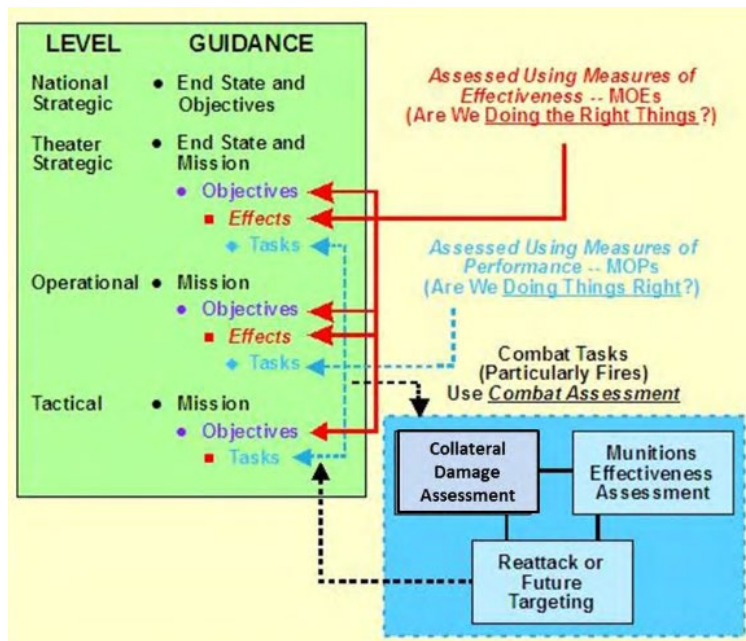 LEVEL GUIDANCE
National Strategic • End State and Objectives
Theater Strategic • End State and Mission
• Objectives
■ Effects
◆ Tasks
Operational • Mission
• Objectives
■ Effects
◆ Tasks
Tactical • Mission
• Objectives
■ Tasks
Assessed Using Measures of
Effectiveness -- MOEs
(Are We Doing the Right Things?)
Assessed Using Measures of
Performance -- MOPs
(Are We Doing Things Right?)
Combat Tasks
(Particularly Fires)
Use Combat Assessment
Collateral
Damage
Assessment
Munitions
Effectiveness
Assessment
Reattack or
Future
Targeting